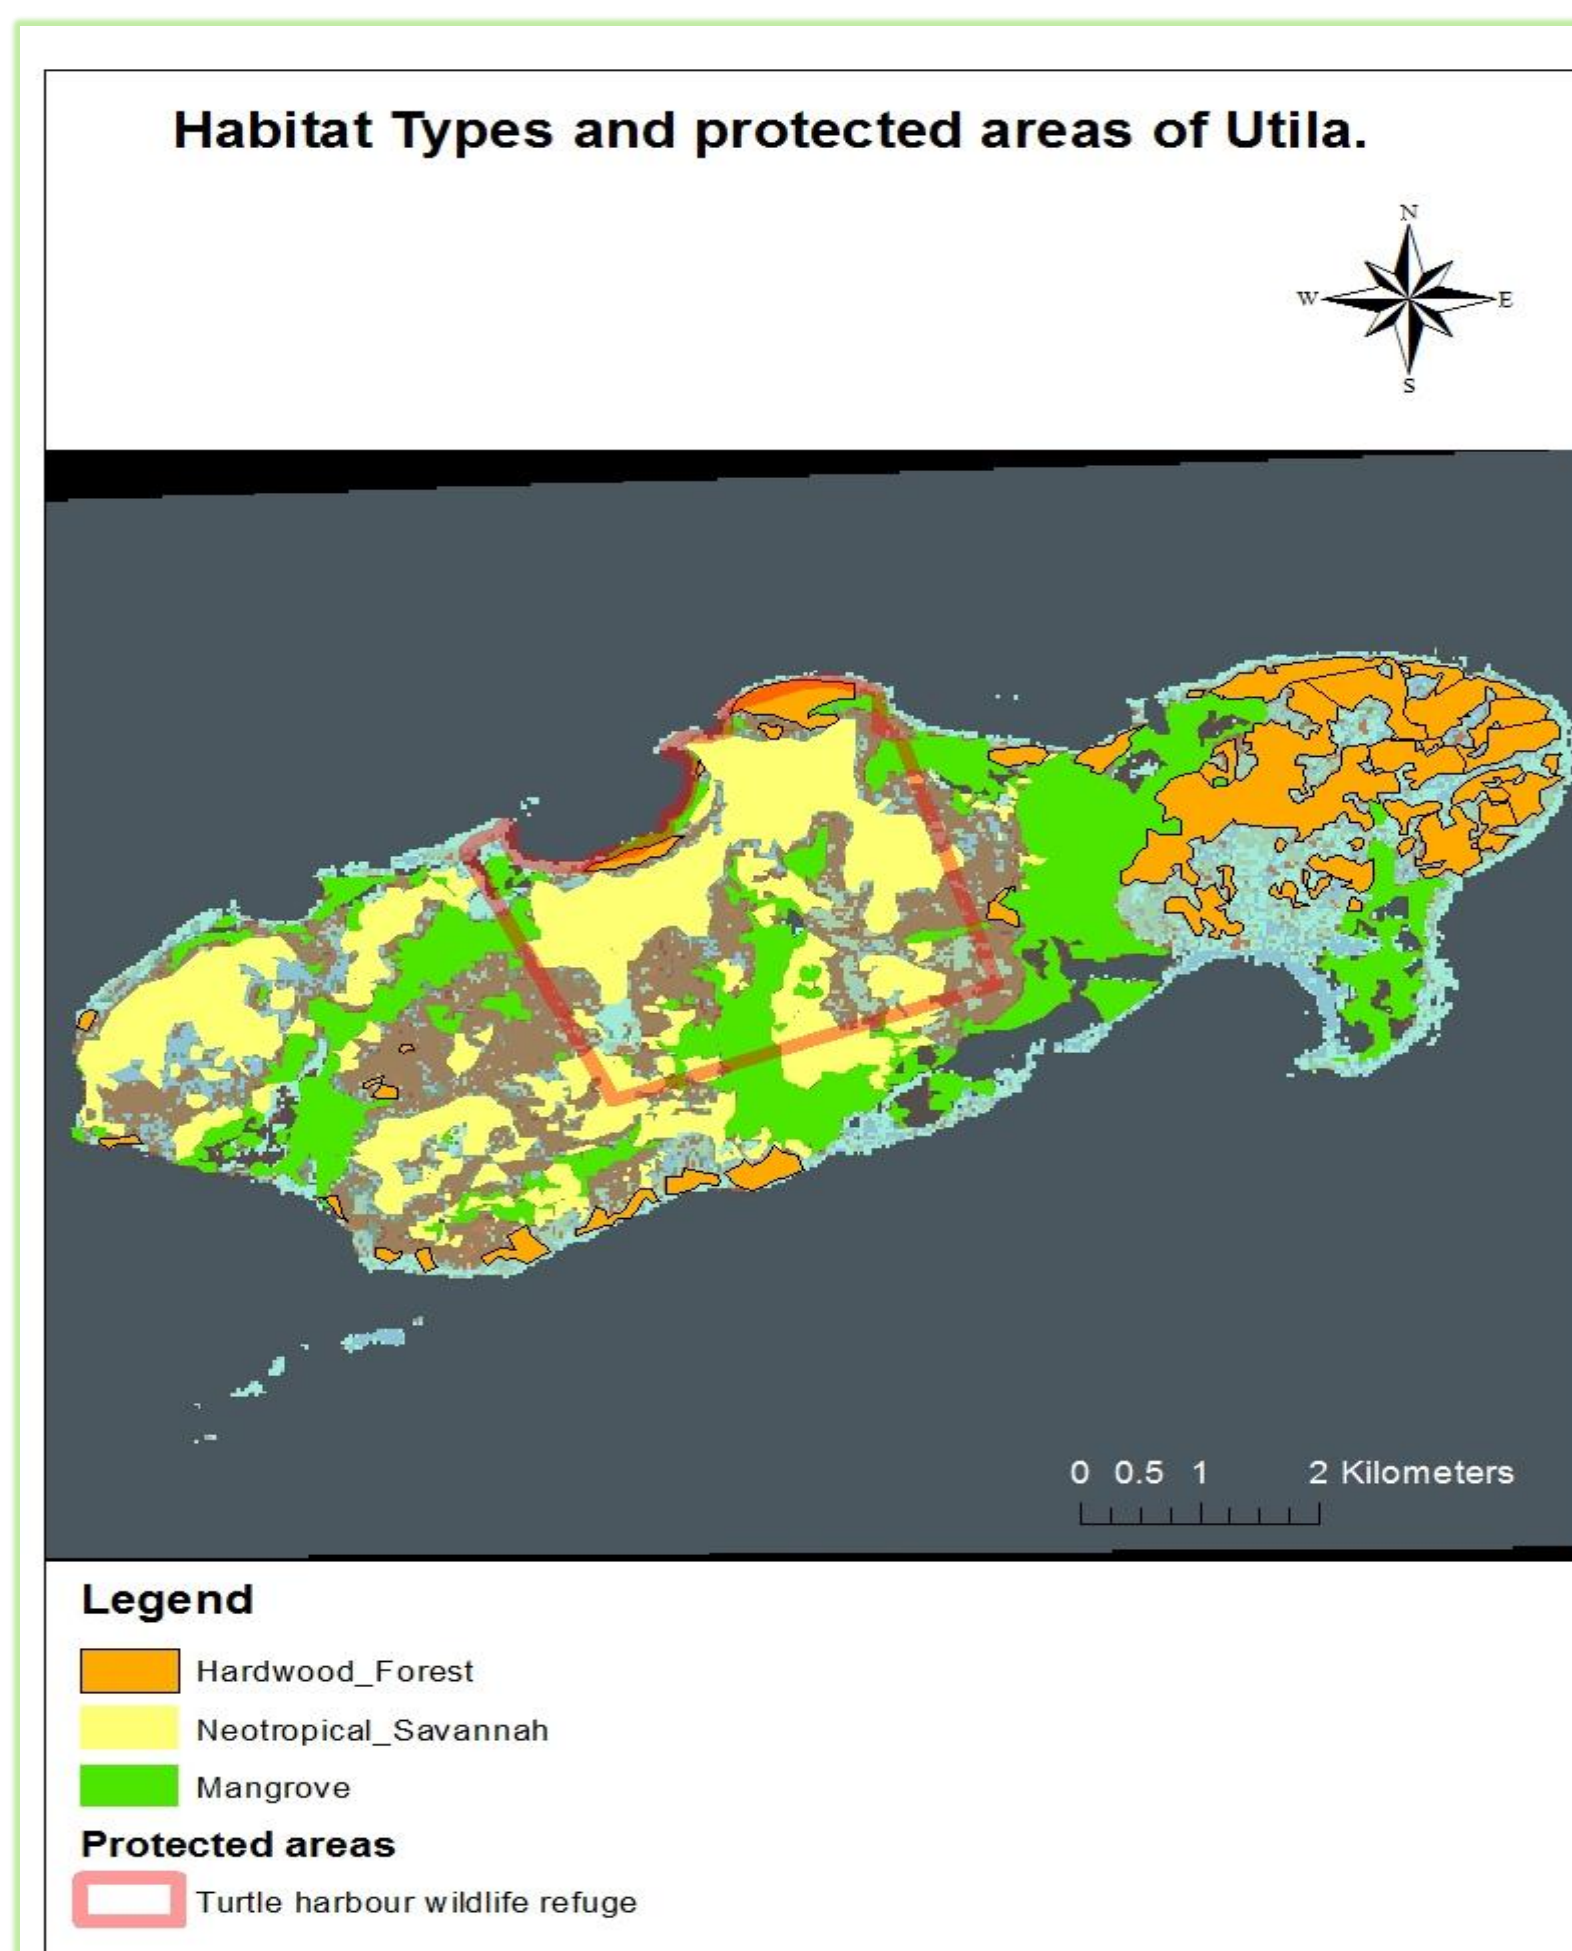 Habitat Types and protected areas of Utila.
N
W E
S
0 0.5 1 2 Kilometers
Legend
Hardwood_Forest
Neotropical_Savannah
Mangrove
Protected areas
Turtle harbour wildlife refuge